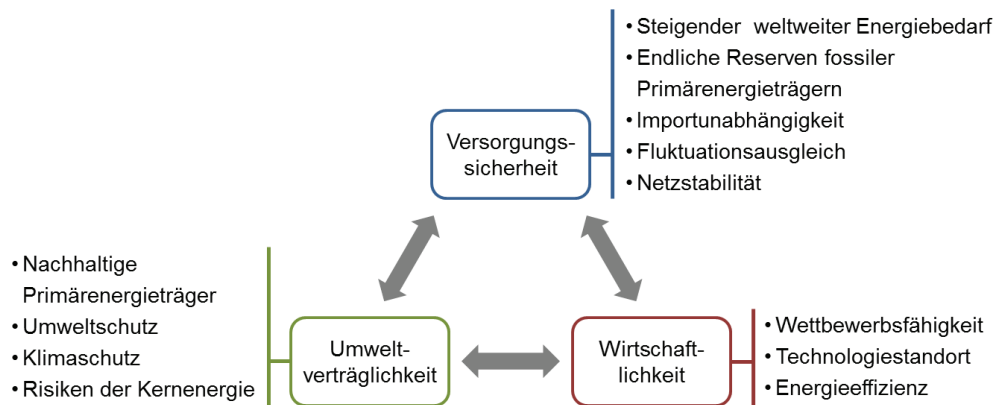 • Steigender weltweiter Energiebedarf
• Endliche Reserven fossiler
Primärenergieträgern
• Importunabhängigkeit
• Fluktuationsausgleich
• Netzstabilität
Versorgungs-
sicherheit
• Nachhaltige
Primärenergieträger
• Umweltschutz
• Klimaschutz
• Risiken der Kernenergie
Umwelt-
verträglichkeit
Wirtschaft-
lichkeit
• Wettbewerbsfähigkeit
• Technologiestandort
• Energieeffizienz